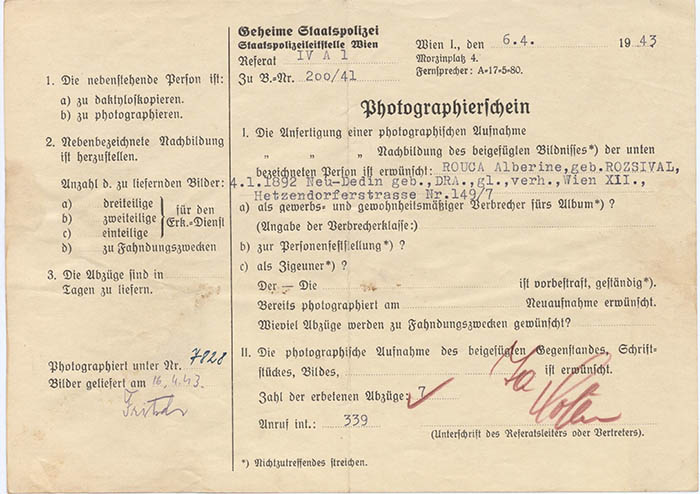 Geheime Staatspolizei
Staatspolizeileitstelle Wien
Referat IV A 1
Zu B.-Nr. 200/41
Wien I., den 6.4. 1943
Morzinplatz 4.
Fernsprecher: A-17-5-80.
1. Die nebenstehende Person ist:
a) zu daktyloskopieren.
b) zu photographieren.
2. Nebenbezeichnete Nachbildung
ist herzustellen.
Anzahl d. zu liefernden Bilder:
a) dreiteilige
b) zweiteilige
c) einteilige
für den
Erk.-Dienst
d) zu Fahndungszwecken
3. Die Abzüge sind in
Tagen zu liefern.
Photographiert unter Nr. 7828
Bilder geliefert am 16.4.43.
Photographierschein
I. Die Anfertigung einer photographischen Aufnahme
„ „ „ Nachbildung des beigefügten Bildnisses*) der unten
bezeichneten Person ist erwünscht: ROUCA Alberine,geb.ROZSIVAL,
4.1.1892 Neu-Dedin geb.,DRA.,gl.,verh.,Wien XII.,
Hetzendorferstrasse Nr.149/7
a) als gewerbs- und gewohnheitsmäßiger Verbrecher fürs Album*) ?
(Angabe der Verbrecherklasse:)
b) zur Personenfeststellung*) ?
c) als Zigeuner*) ?
Der — Die ist vorbestraft, geständig*).
Bereits photographiert am Neuaufnahme erwünscht.
Wieviel Abzüge werden zu Fahndungszwecken gewünscht?
II. Die photographische Aufnahme des beigefügten Gegenstandes, Schrift-
stückes, Bildes, ist erwünscht.
Zahl der erbetenen Abzüge: 7
Anruf int.: 339
(Unterschrift des Referatsleiters oder Vertreters).
*) Nichtzutreffendes streichen.